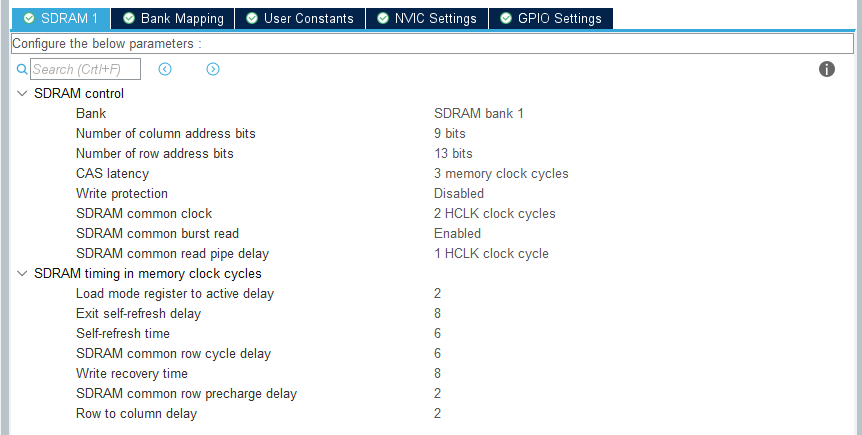 SDRAM 1 Bank Mapping User Constants NVIC Settings GPIO Settings
Configure the below parameters :
Search (Crtl+F)
SDRAM control
Bank SDRAM bank 1
Number of column address bits 9 bits
Number of row address bits 13 bits
CAS latency 3 memory clock cycles
Write protection Disabled
SDRAM common clock 2 HCLK clock cycles
SDRAM common burst read Enabled
SDRAM common read pipe delay 1 HCLK clock cycle
SDRAM timing in memory clock cycles
Load mode register to active delay 2
Exit self-refresh delay 8
Self-refresh time 6
SDRAM common row cycle delay 6
Write recovery time 8
SDRAM common row precharge delay 2
Row to column delay 2